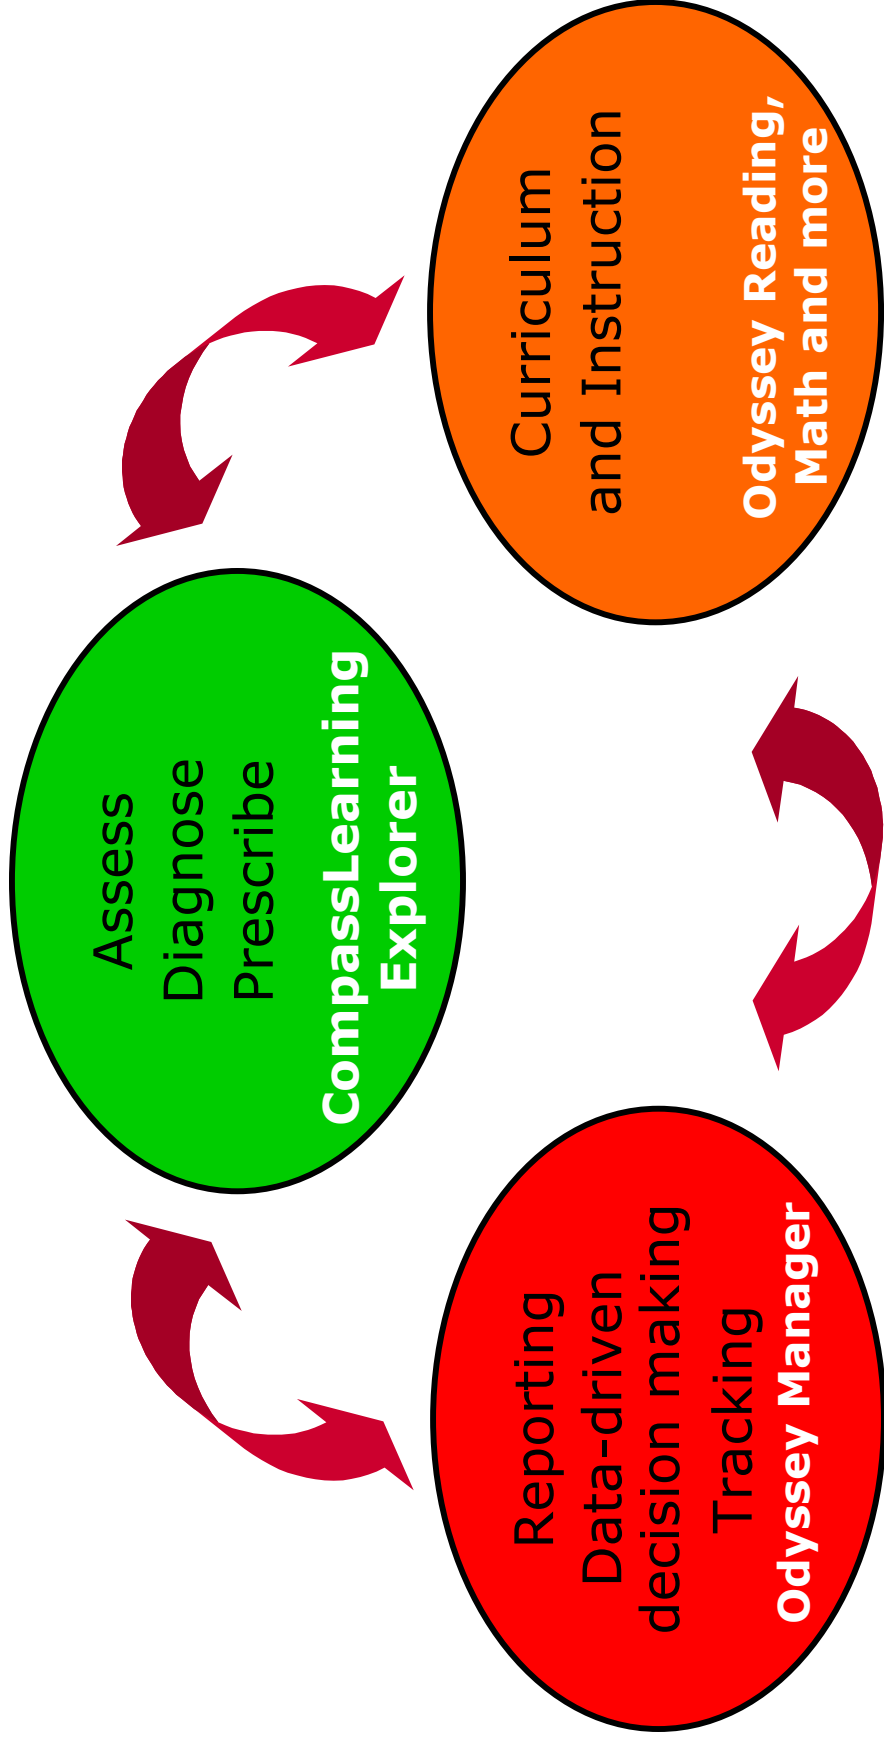 Assess
Diagnose
Prescribe
CompassLearning
Explorer
Reporting
Data-driven
decision making
Tracking
Odyssey Manager
Curriculum
and Instruction
Odyssey Reading,
Math and more